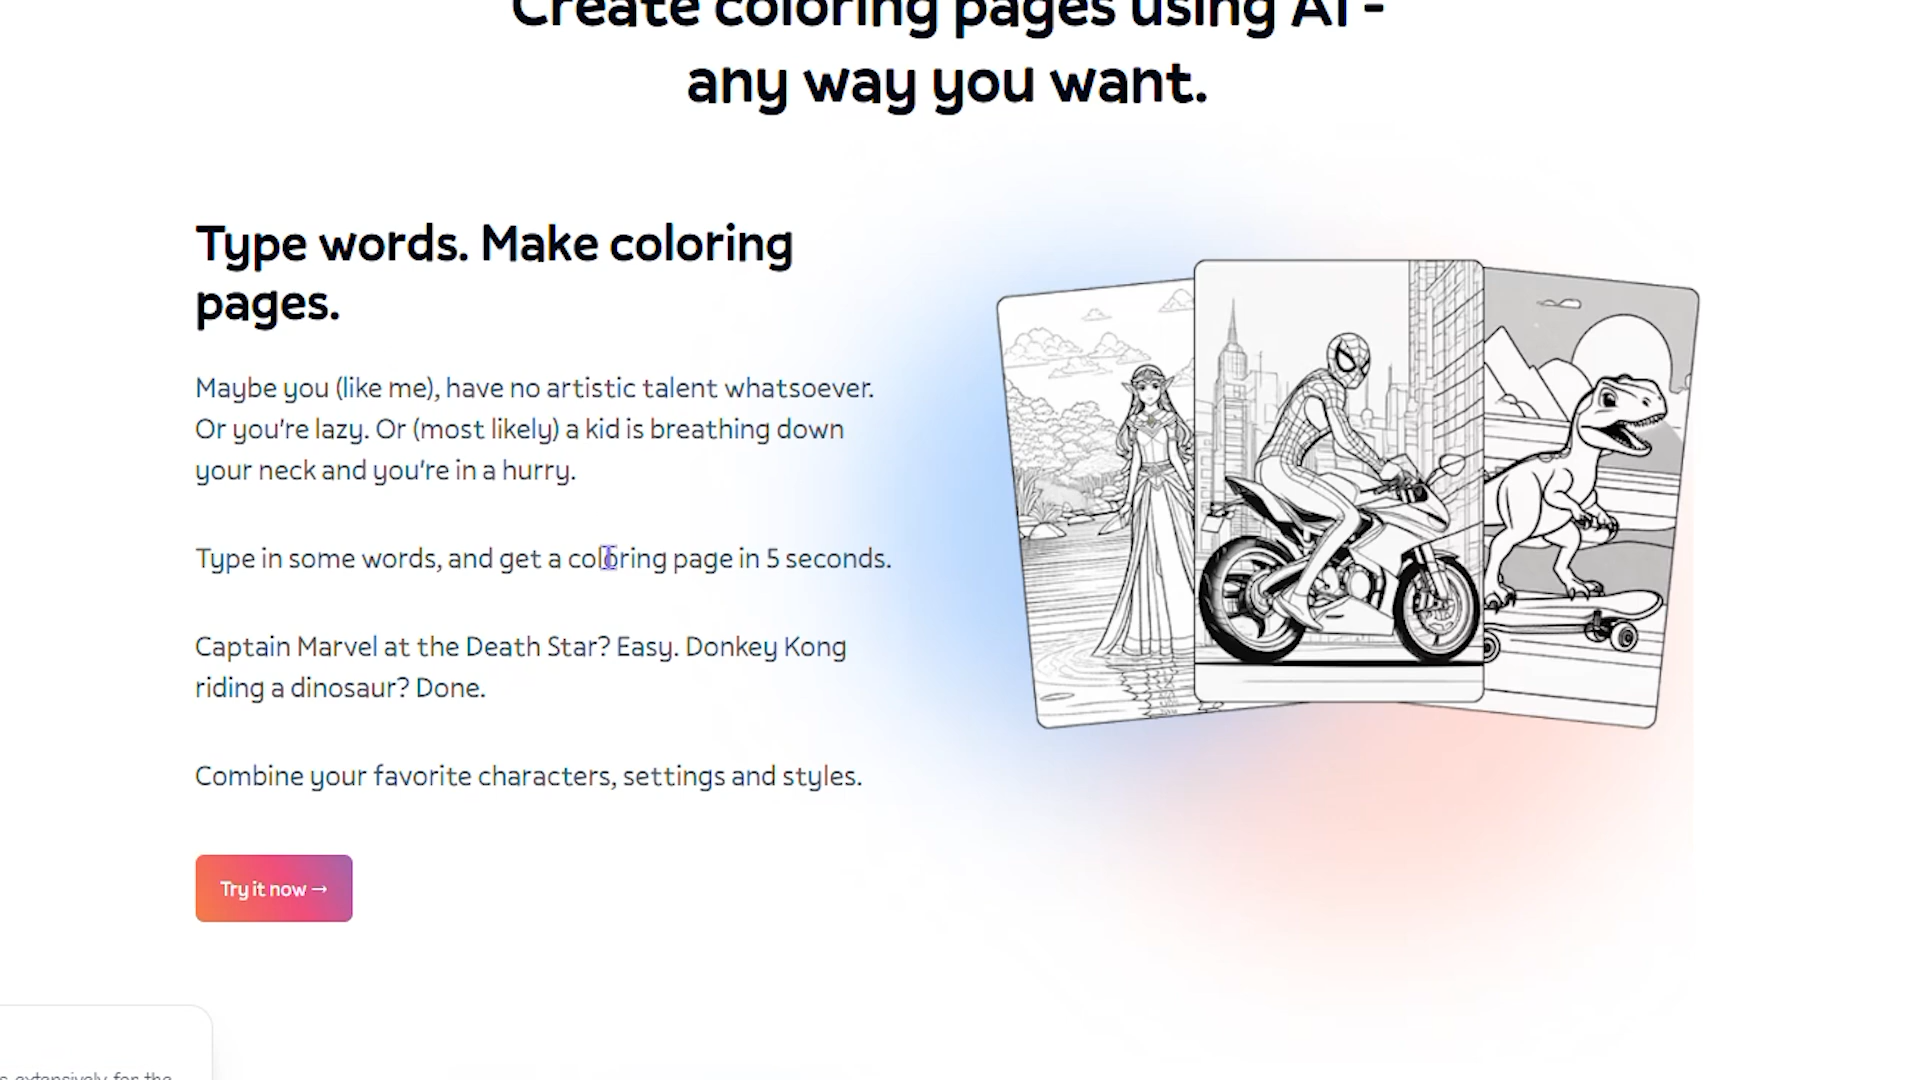 Create coloring pages using AI -
any way you want.
Type words. Make coloring
pages.
Maybe you (like me), have no artistic talent whatsoever.
Or you're lazy. Or (most likely) a kid is breathing down
your neck and you're in a hurry.
Type in some words, and get a coloring page in 5 seconds.
Captain Marvel at the Death Star? Easy. Donkey Kong
riding a dinosaur? Done.
Combine your favorite characters, settings and styles.
Try it now →
extensively for the